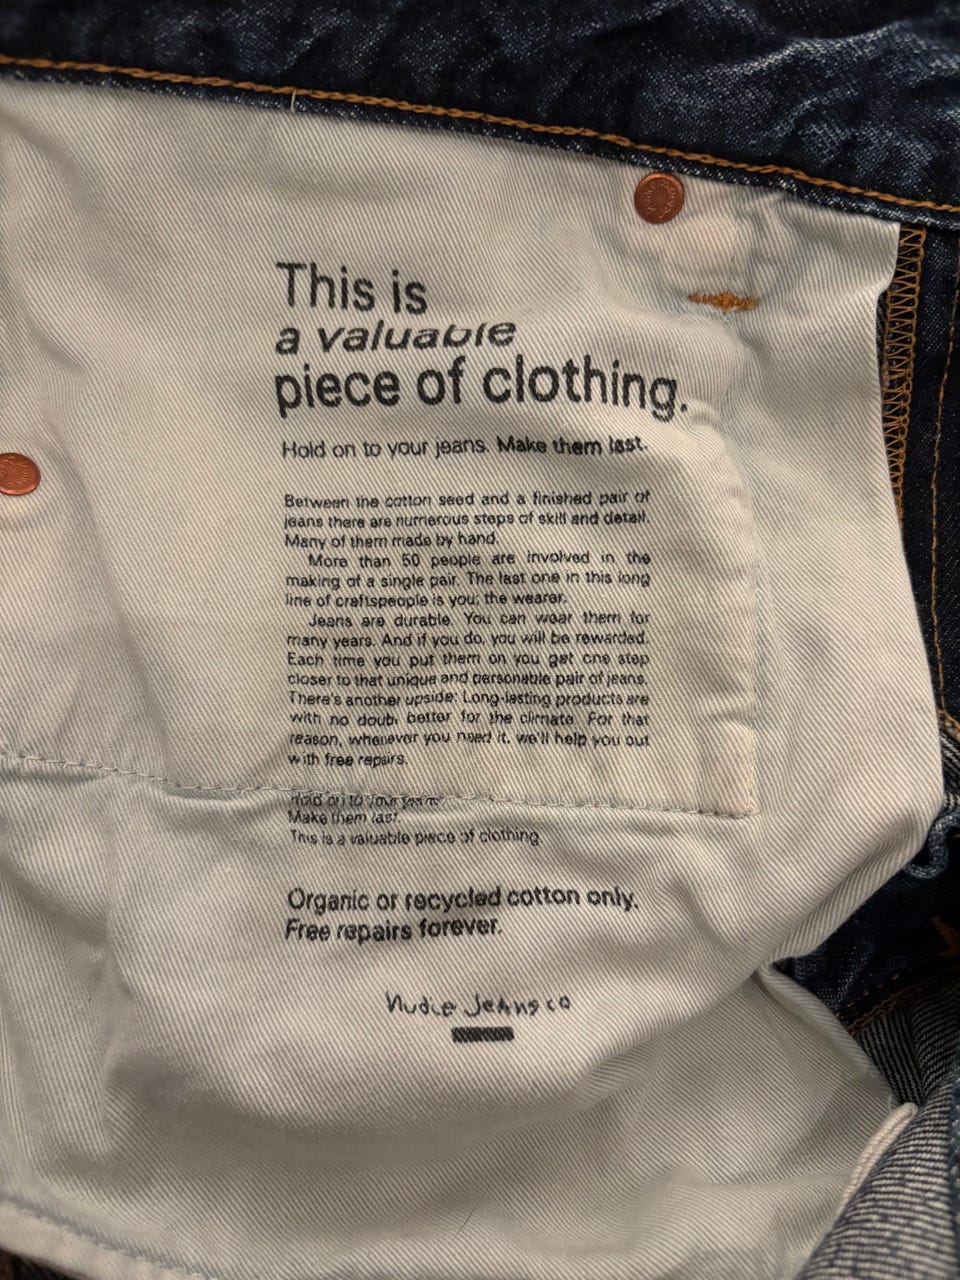 This is
a valuable
piece of clothing.
Hold on to your jeans. Make them last.
Between the cotton seed and a finished pair of
jeans there are numerous steps of skill and detail.
Many of them made by hand.
More than 50 people are involved in the
making of a single pair. The last one in this long
line of craftspeople is you; the wearer.
Jeans are durable. You can wear them for
many years. And if you do, you will be rewarded.
Each time you put them on you get one step
closer to that unique and personable pair of jeans.
There's another upside: Long-lasting products are
with no doubt better for the climate. For that
reason, whenever you need it, we'll help you out
with free repairs.
Hold on to your jeans.
Make them last.
This is a valuable piece of clothing.
Organic or recycled cotton only.
Free repairs forever.
Nudie Jeans co